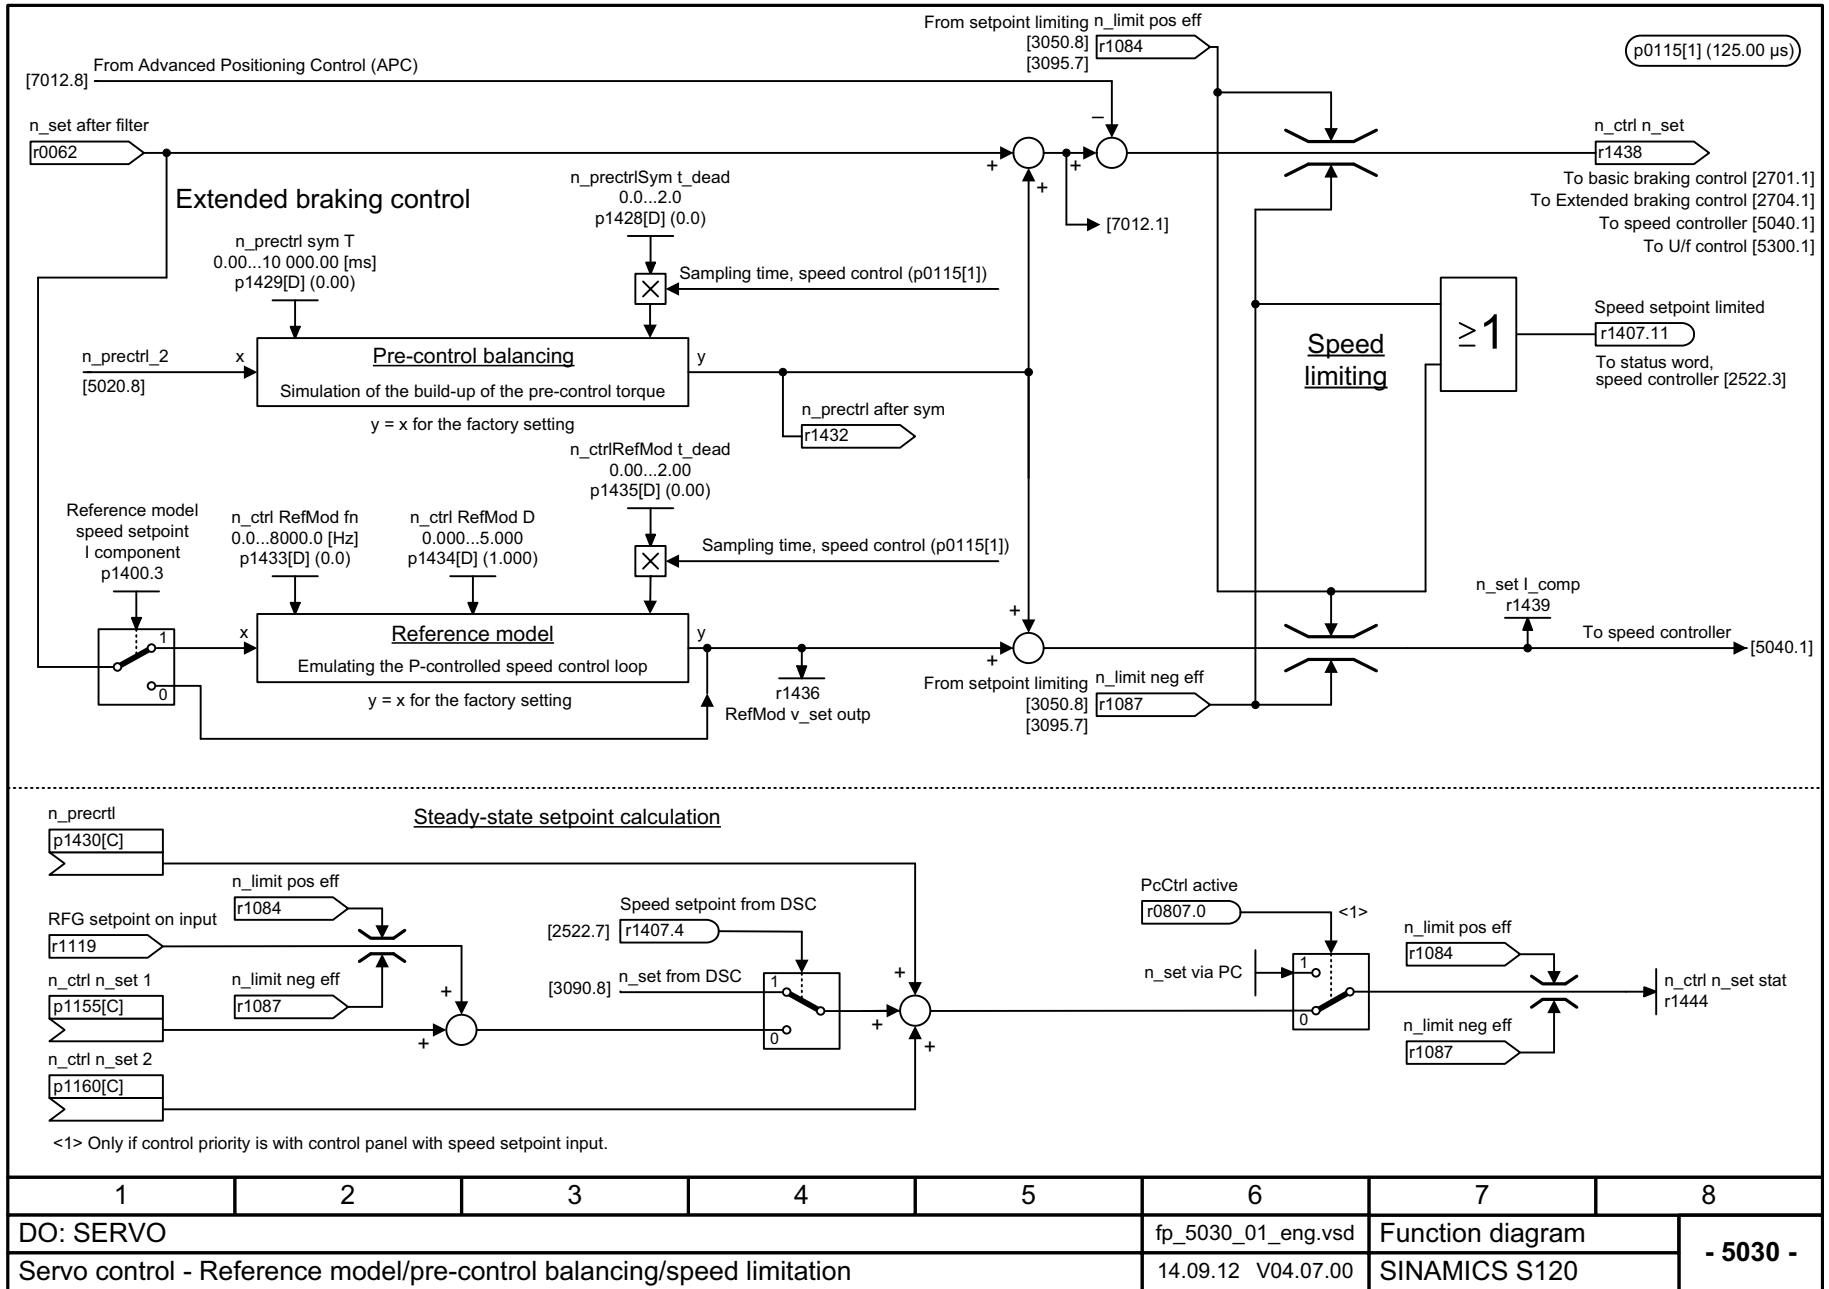 From setpoint limiting
[3050.8]
[3095.7]
n_limit pos eff
r1084
p0115[1] (125.00 µs)
From Advanced Positioning Control (APC)
[7012.8]
n_set after filter
r0062
–
+
+
+
[7012.1]
n_ctrl n_set
r1438
To basic braking control [2701.1]
To Extended braking control [2704.1]
To speed controller [5040.1]
To U/f control [5300.1]
Extended braking control
n_prectrlSym t_dead
0.0...2.0
p1428[D] (0.0)
n_prectrl sym T
0.00...10 000.00 [ms]
p1429[D] (0.00)
Sampling time, speed control (p0115[1])
n_prectrl_2
[5020.8]
x
Pre-control balancing
Simulation of the build-up of the pre-control torque
y
y = x for the factory setting
n_prectrl after sym
r1432
Speed
limiting
≥1
Speed setpoint limited
r1407.11
To status word,
speed controller [2522.3]
n_ctrlRefMod t_dead
0.00...2.00
p1435[D] (0.00)
Reference model
speed setpoint
I component
p1400.3
n_ctrl RefMod fn
0.0...8000.0 [Hz]
p1433[D] (0.0)
n_ctrl RefMod D
0.000...5.000
p1434[D] (1.000)
Sampling time, speed control (p0115[1])
1
0
x
Reference model
Emulating the P-controlled speed control loop
y
y = x for the factory setting
r1436
RefMod v_set outp
+
+
From setpoint limiting
[3050.8]
[3095.7]
n_limit neg eff
r1087
n_set I_comp
r1439
To speed controller
[5040.1]
n_precrtl
p1430[C]
Steady-state setpoint calculation
n_limit pos eff
r1084
RFG setpoint on input
r1119
n_ctrl n_set 1
p1155[C]
n_limit neg eff
r1087
+
+
n_ctrl n_set 2
p1160[C]
Speed setpoint from DSC
[2522.7]
r1407.4
[3090.8]
n_set from DSC
1
0
+
+
+
PcCtrl active
r0807.0
<1>
n_set via PC
1
0
n_limit pos eff
r1084
n_limit neg eff
r1087
n_ctrl n_set stat
r1444
<1> Only if control priority is with control panel with speed setpoint input.
1 2 3 4 5 6 7 8
DO: SERVO
fp_5030_01_eng.vsd
Function diagram
- 5030 -
Servo control - Reference model/pre-control balancing/speed limitation
14.09.12 V04.07.00
SINAMICS S120